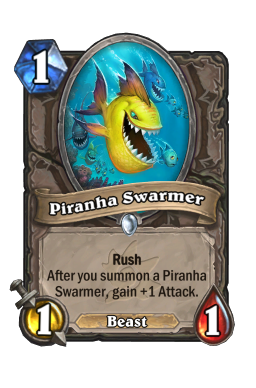 1
Piranha Swarmer
Rush
After you summon a Piranha
Swarmer, gain +1 Attack.
1
Beast
1